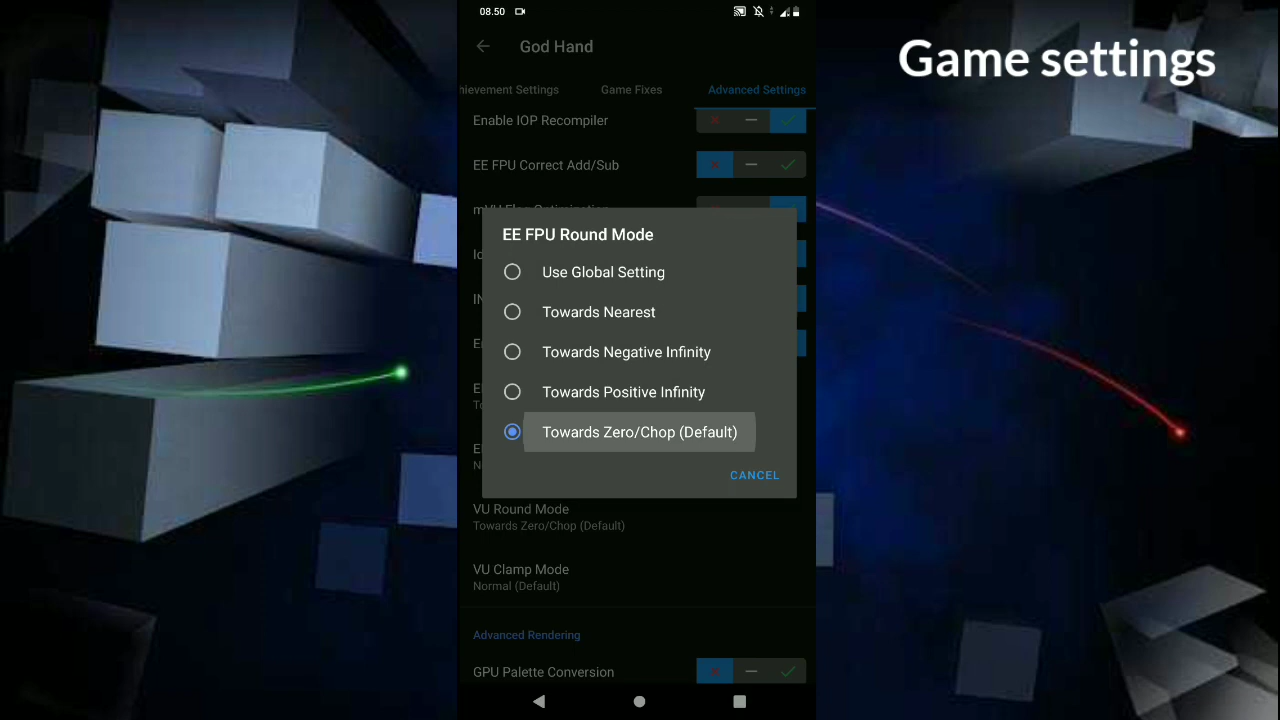 08.50
God Hand
Game settings
hievement Settings
Game Fixes
Advanced Settings
Enable IOP Recompiler
EE FPU Correct Add/Sub
EE FPU Round Mode
Use Global Setting
Towards Nearest
Towards Negative Infinity
Towards Positive Infinity
Towards Zero/Chop (Default)
CANCEL
VU Round Mode
Towards Zero/Chop (Default)
VU Clamp Mode
Normal (Default)
Advanced Rendering
GPU Palette Conversion